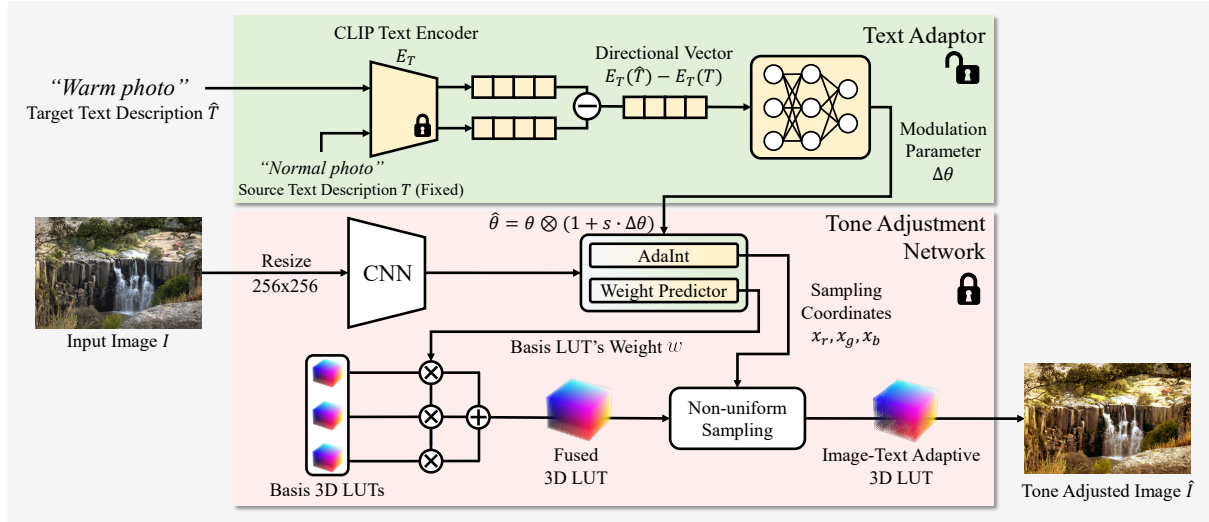 CLIP Text Encoder
E_T
Text Adaptor
Directional Vector
E_T(T̂) − E_T(T)
“Warm photo”
Target Text Description T̂
−
“Normal photo”
Source Text Description T (Fixed)
Modulation
Parameter
Δθ
θ̂ = θ ⊗ (1 + s · Δθ)
Tone Adjustment
Network
Resize
256x256
CNN
AdaInt
Weight Predictor
Input Image I
Sampling
Coordinates
x_r, x_g, x_b
Basis LUT’s Weight w
Non-uniform
Sampling
Fused
3D LUT
Image-Text Adaptive
3D LUT
Basis 3D LUTs
Tone Adjusted Image Î